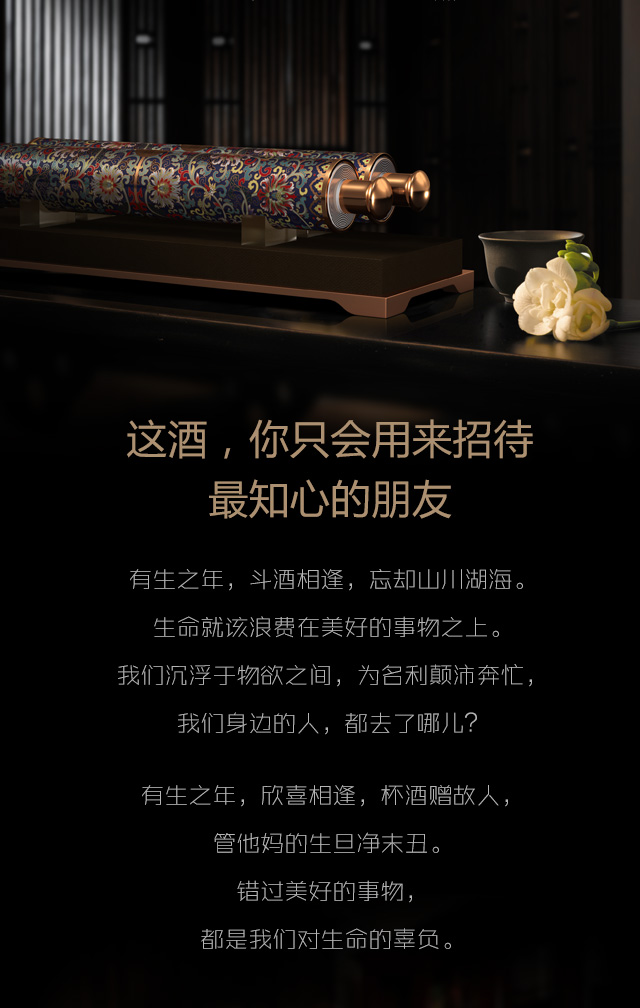 这酒，你只会用来招待
最知心的朋友
有生之年，斗酒相逢，忘却山川湖海。
生命就该浪费在美好的事物之上。
我们沉浮于物欲之间，为名利颠沛奔忙，
我们身边的人，都去了哪儿？
有生之年，欣喜相逢，杯酒赠故人，
管他妈的生旦净末丑。
错过美好的事物，
都是我们对生命的辜负。